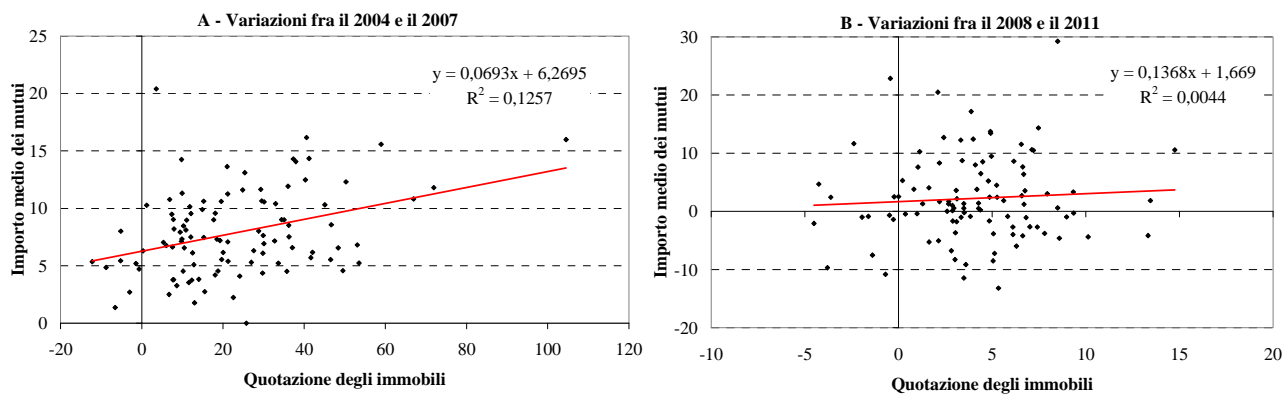 A - Variazioni fra il 2004 e il 2007
25
20
15
10
5
0
y = 0,0693x + 6,2695
R² = 0,1257
Importo medio dei mutui
-20
0
20
40
60
80
100
120
Quotazione degli immobili
B - Variazioni fra il 2008 e il 2011
30
20
10
0
-10
-20
y = 0,1368x + 1,669
R² = 0,0044
Importo medio dei mutui
-10
-5
0
5
10
15
20
Quotazione degli immobili